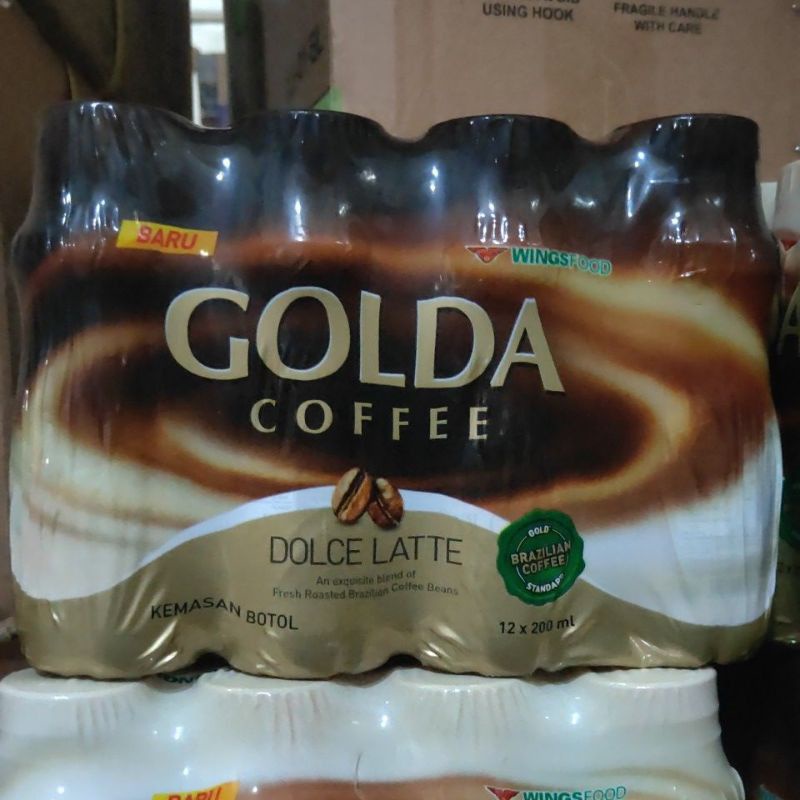 USING HOOK
FRAGILE HANDLE
WITH CARE
BARU
WINGSFOOD
GOLDA
COFFEE
DOLCE LATTE
An exquisite blend of
Fresh Roasted Brazilian Coffee Beans
GOLD
BRAZILIAN
COFFEE
STANDARD
KEMASAN BOTOL
12 x 200 ml
BARU
WINGSFOOD